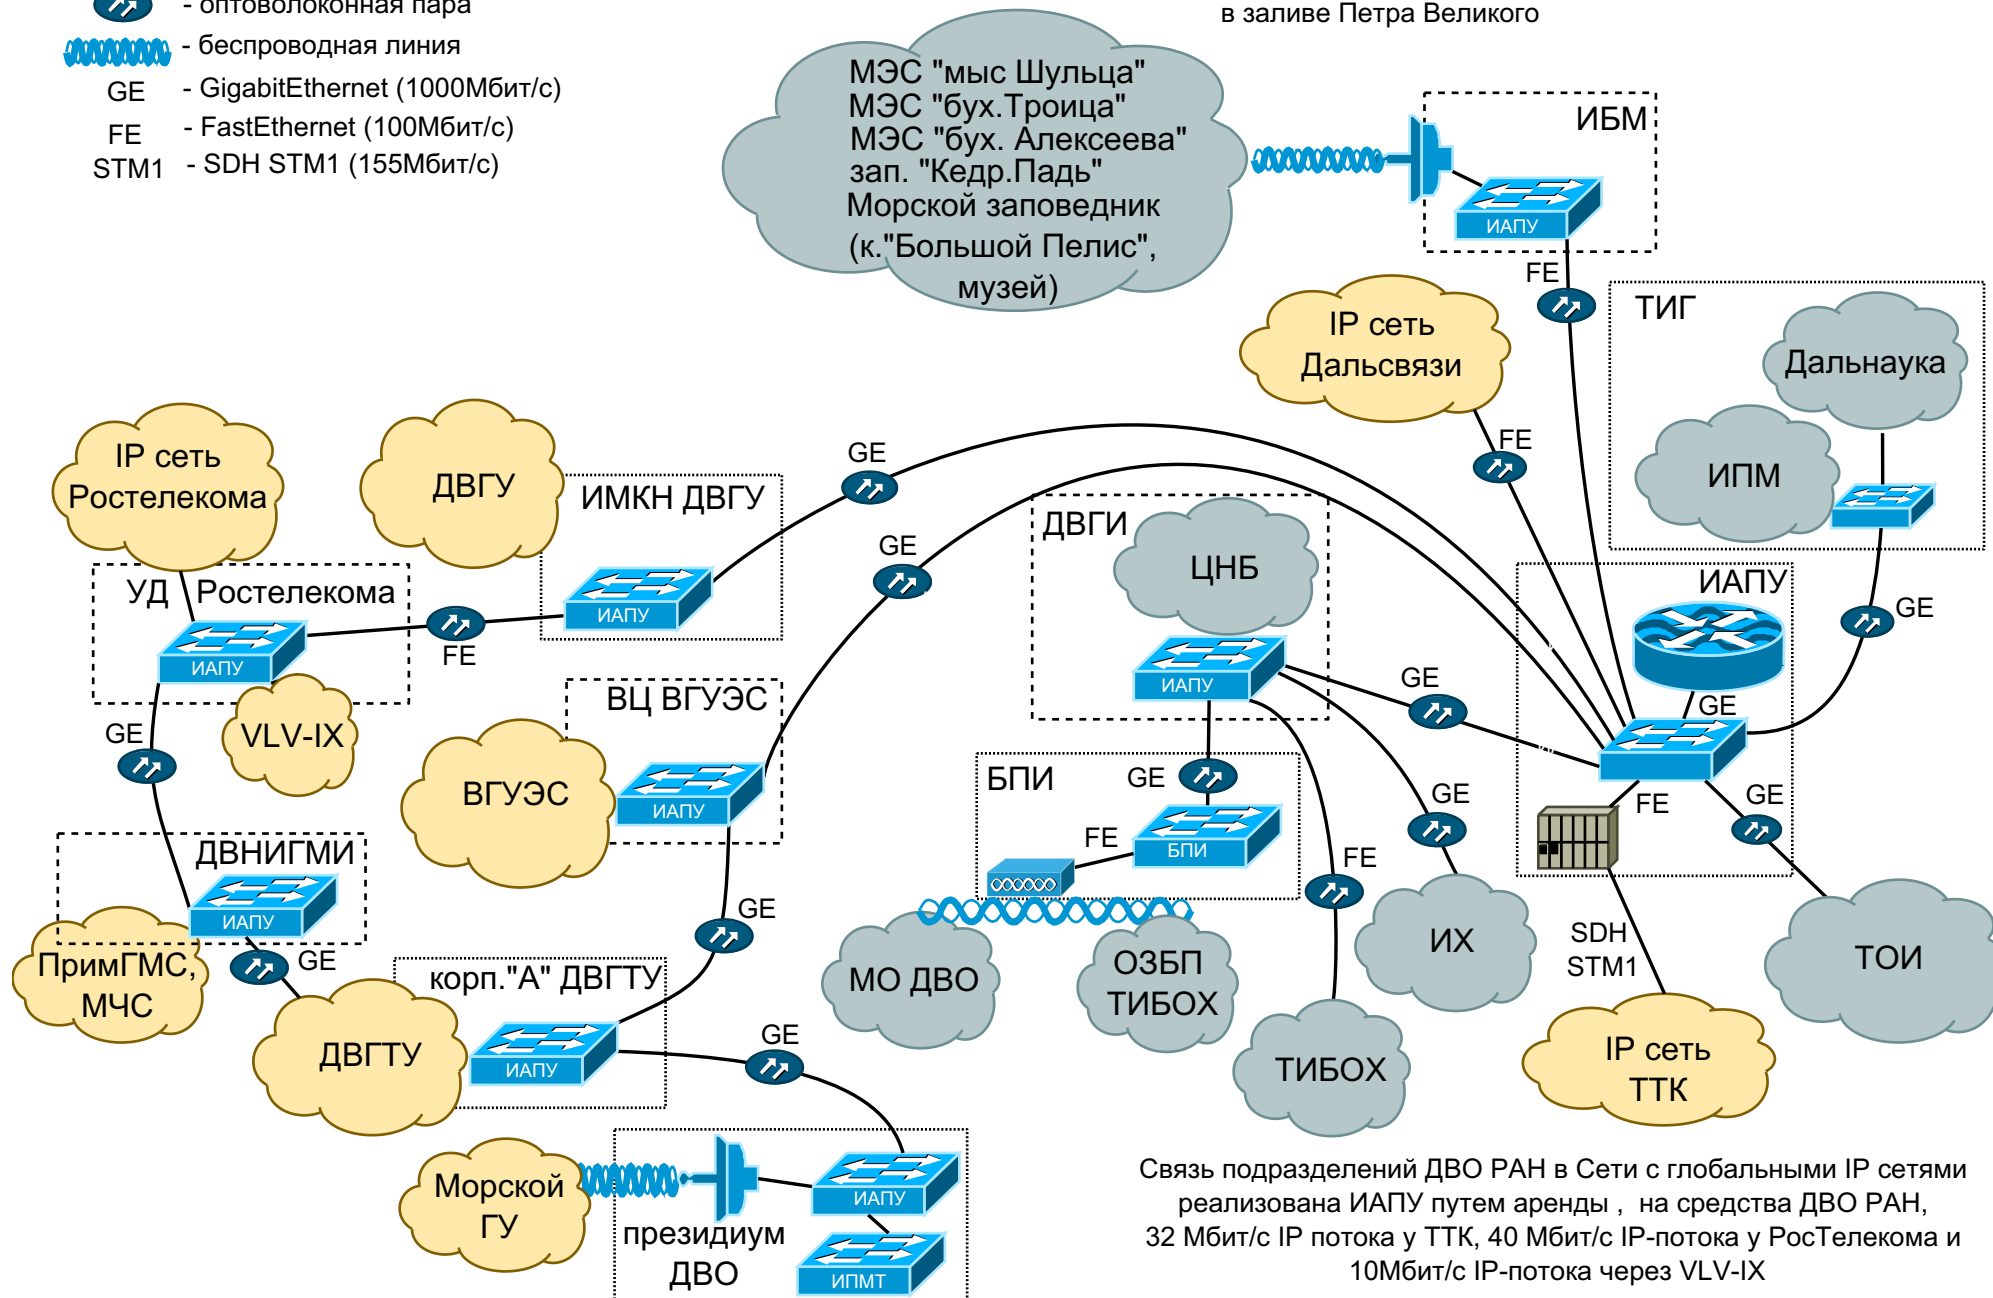 - оптоволоконная пара
- беспроводная линия
GE - GigabitEthernet (1000Мбит/с)
FE - FastEthernet (100Мбит/с)
STM1 - SDH STM1 (155Мбит/с)
в заливе Петра Великого
МЭС "мыс Шульца"
МЭС "бух.Троица"
МЭС "бух. Алексеева"
зап. "Кедр.Падь"
Морской заповедник
(к."Большой Пелис",
музей)
ИБМ
ИАПУ
FE
IP сеть
Дальсвязи
FE
ТИГ
Дальнаука
ИПМ
IP сеть
Ростелекома
ДВГУ
ИМКН ДВГУ
ИАПУ
GE
GE
ДВГИ
ЦНБ
ИАПУ
ИАПУ
GE
GE
УД Ростелекома
ИАПУ
FE
VLV-IX
GE
ВЦ ВГУЭС
ВГУЭС
ИАПУ
GE
БПИ
GE
FE
БПИ
GE
FE
FE
GE
ДВНИГМИ
ИАПУ
ПримГМС,
МЧС
GE
GE
корп."А" ДВГТУ
ДВГТУ
ИАПУ
МО ДВО
ОЗБП
ТИБОХ
ИХ
SDH
STM1
ТОИ
GE
ТИБОХ
IP сеть
ТТК
Морской
ГУ
президиум
ДВО
ИАПУ
ИПМТ
Связь подразделений ДВО РАН в Сети с глобальными IP сетями
реализована ИАПУ путем аренды , на средства ДВО РАН,
32 Мбит/с IP потока у ТТК, 40 Мбит/с IP-потока у РосТелекома и
10Мбит/с IP-потока через VLV-IX